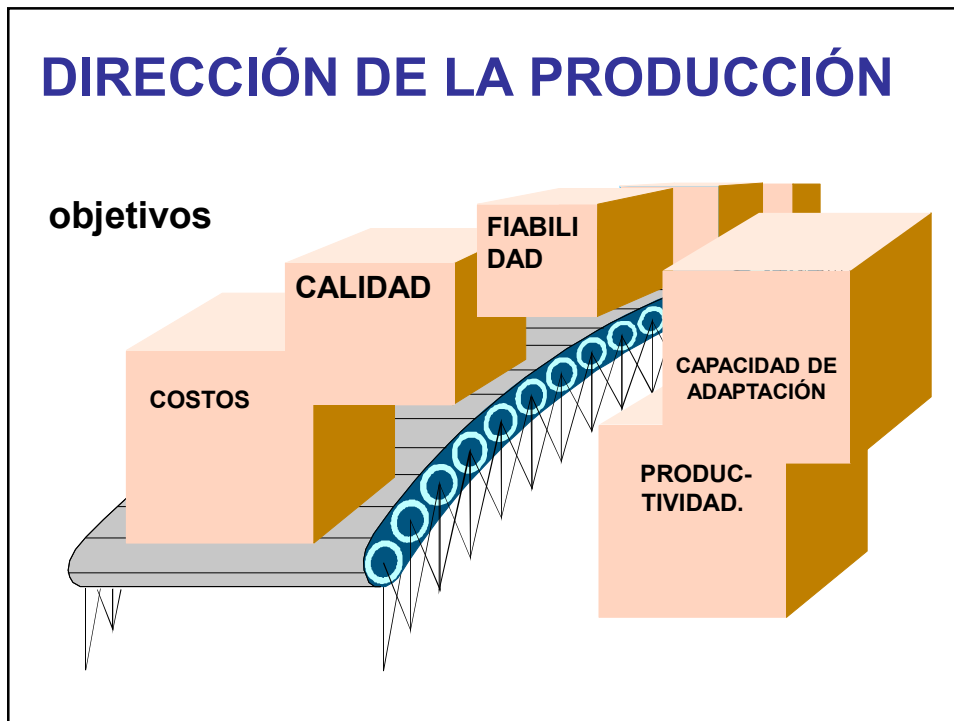 DIRECCIÓN DE LA PRODUCCIÓN
objetivos
FIABILI
DAD
CALIDAD
COSTOS
CAPACIDAD DE
ADAPTACIÓN
PRODUC-
TIVIDAD.